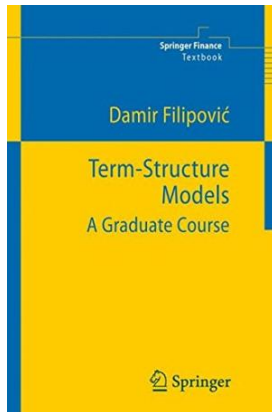 Springer Finance
Textbook
Damir Filipović
Term-Structure
Models
A Graduate Course
Springer